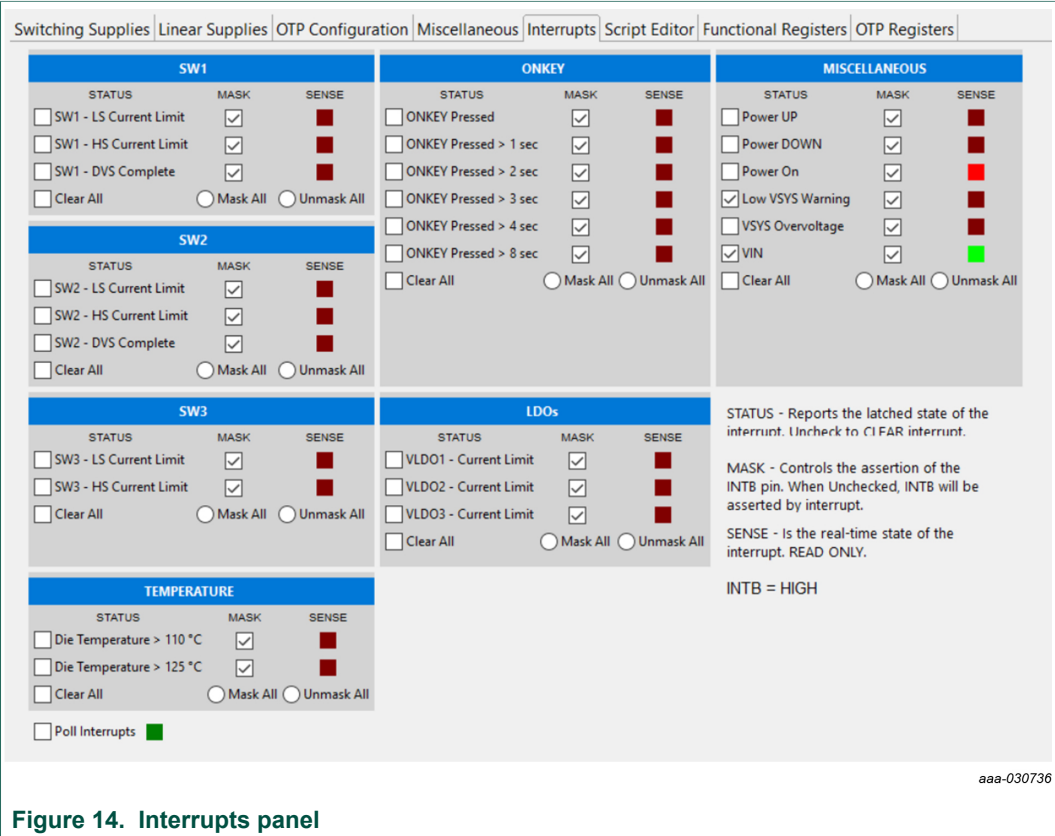 Switching Supplies Linear Supplies OTP Configuration Miscellaneous Interrupts Script Editor Functional Registers OTP Registers
SW1
STATUS MASK SENSE
SW1 - LS Current Limit
SW1 - HS Current Limit
SW1 - DVS Complete
Clear All Mask All Unmask All
SW2
STATUS MASK SENSE
SW2 - LS Current Limit
SW2 - HS Current Limit
SW2 - DVS Complete
Clear All Mask All Unmask All
SW3
STATUS MASK SENSE
SW3 - LS Current Limit
SW3 - HS Current Limit
Clear All Mask All Unmask All
TEMPERATURE
STATUS MASK SENSE
Die Temperature > 110 °C
Die Temperature > 125 °C
Clear All Mask All Unmask All
Poll Interrupts
ONKEY
STATUS MASK SENSE
ONKEY Pressed
ONKEY Pressed > 1 sec
ONKEY Pressed > 2 sec
ONKEY Pressed > 3 sec
ONKEY Pressed > 4 sec
ONKEY Pressed > 8 sec
Clear All Mask All Unmask All
LDOs
STATUS MASK SENSE
VLDO1 - Current Limit
VLDO2 - Current Limit
VLDO3 - Current Limit
Clear All Mask All Unmask All
MISCELLANEOUS
STATUS MASK SENSE
Power UP
Power DOWN
Power On
Low VSYS Warning
VSYS Overvoltage
VIN
Clear All Mask All Unmask All
STATUS - Reports the latched state of the
interrupt. Uncheck to CLEAR interrupt.
MASK - Controls the assertion of the
INTB pin. When Unchecked, INTB will be
asserted by interrupt.
SENSE - Is the real-time state of the
interrupt. READ ONLY.
INTB = HIGH
aaa-030736
Figure 14. Interrupts panel